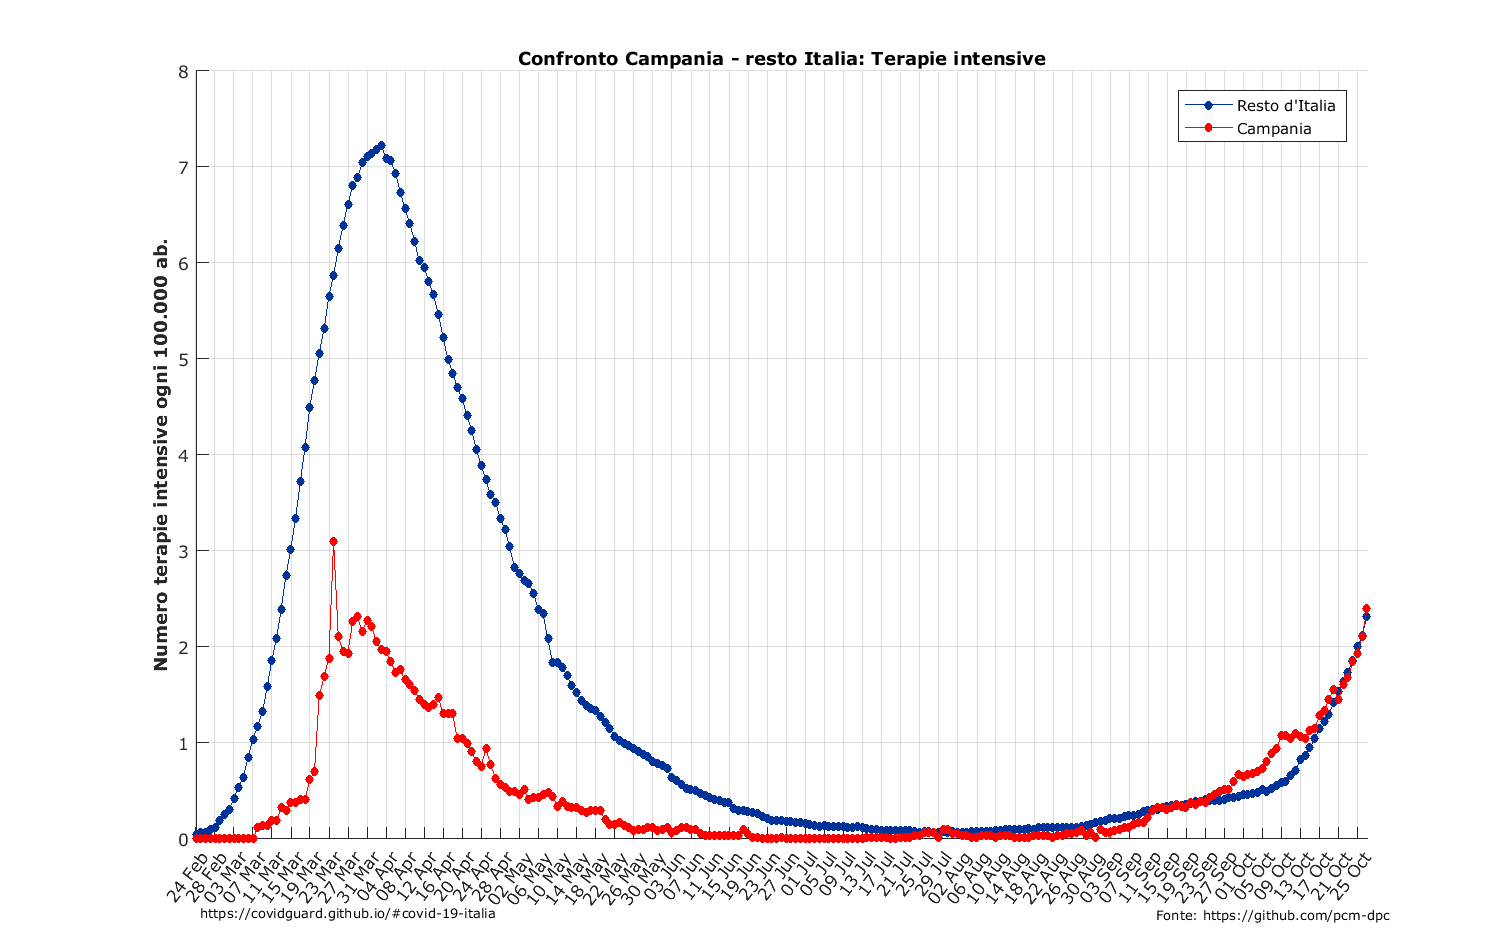 Confronto Campania - resto Italia: Terapie intensive
Resto d'Italia
Campania
Numero terapie intensive ogni 100.000 ab.
8
7
6
5
4
3
2
1
0
24 Feb
28 Feb
03 Mar
07 Mar
11 Mar
15 Mar
19 Mar
23 Mar
27 Mar
31 Mar
04 Apr
08 Apr
12 Apr
16 Apr
20 Apr
24 Apr
28 Apr
02 May
06 May
10 May
14 May
18 May
22 May
26 May
30 May
03 Jun
07 Jun
11 Jun
15 Jun
19 Jun
23 Jun
27 Jun
01 Jul
05 Jul
09 Jul
13 Jul
17 Jul
21 Jul
25 Jul
29 Jul
02 Aug
06 Aug
10 Aug
14 Aug
18 Aug
22 Aug
26 Aug
30 Aug
03 Sep
07 Sep
11 Sep
15 Sep
19 Sep
23 Sep
27 Sep
01 Oct
05 Oct
09 Oct
13 Oct
17 Oct
21 Oct
25 Oct
https://covidguard.github.io/#covid-19-italia
Fonte: https://github.com/pcm-dpc